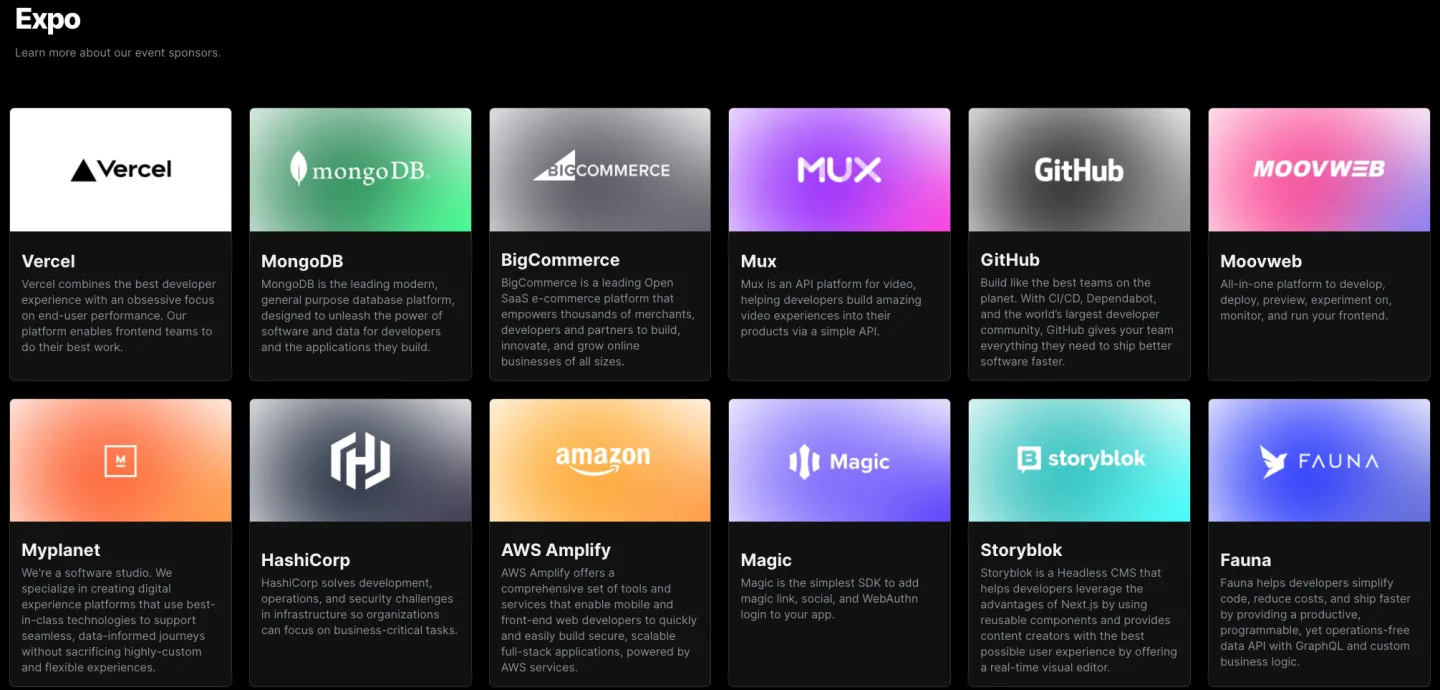 Expo
Learn more about our event sponsors.
Vercel
Vercel
Vercel combines the best developer
experience with an obsessive focus
on end-user performance. Our
platform enables frontend teams to
do their best work.
mongoDB.
MongoDB
MongoDB is the leading modern,
general purpose database platform,
designed to unleash the power of
software and data for developers
and the applications they build.
BIGCOMMERCE
BigCommerce
BigCommerce is a leading Open
SaaS e-commerce platform that
empowers thousands of merchants,
developers and partners to build,
innovate, and grow online
businesses of all sizes.
MUX
Mux
Mux is an API platform for video,
helping developers build amazing
video experiences into their
products via a simple API.
GitHub
GitHub
Build like the best teams on the
planet. With CI/CD, Dependabot,
and the world’s largest developer
community, GitHub gives your team
everything they need to ship better
software faster.
MOOVWEB
Moovweb
All-in-one platform to develop,
deploy, preview, experiment on,
monitor, and run your frontend.
M
Myplanet
We're a software studio. We
specialize in creating digital
experience platforms that use best-
in-class technologies to support
seamless, data-informed journeys
without sacrificing highly-custom
and flexible experiences.
HashiCorp
HashiCorp solves development,
operations, and security challenges
in infrastructure so organizations
can focus on business-critical tasks.
amazon
AWS Amplify
AWS Amplify offers a
comprehensive set of tools and
services that enable mobile and
front-end web developers to quickly
and easily build secure, scalable
full-stack applications, powered by
AWS services.
Magic
Magic
Magic is the simplest SDK to add
magic link, social, and WebAuthn
login to your app.
B storyblok
Storyblok
Storyblok is a Headless CMS that
helps developers leverage the
advantages of Next.js by using
reusable components and provides
content creators with the best
possible user experience by offering
a real-time visual editor.
FAUNA
Fauna
Fauna helps developers simplify
code, reduce costs, and ship faster
by providing a productive,
programmable, yet operations-free
data API with GraphQL and custom
business logic.